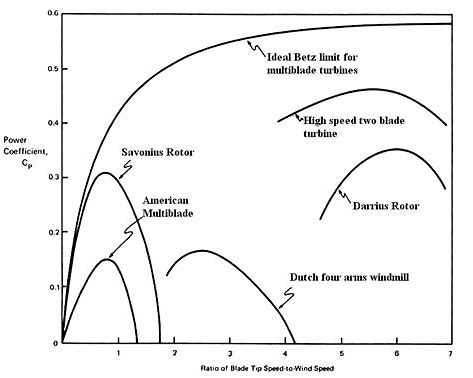 0.6
Ideal Betz limit for
multiblade turbines
0.5
High speed two blade
turbine
0.4
Power
Coefficient,
CP
Savonius Rotor
0.3
American
Multiblade
Darrius Rotor
0.2
Dutch four arms windmill
0.1
0
1 2 3 4 5 6 7
Ratio of Blade Tip Speed-to-Wind Speed